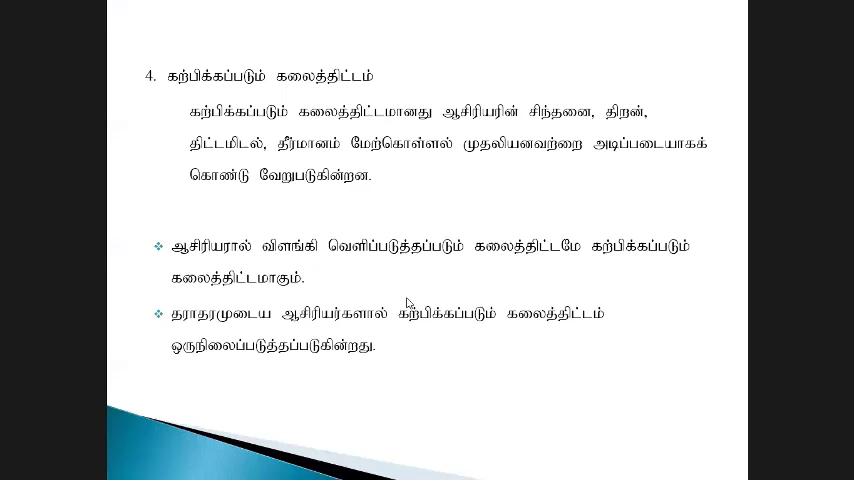 4. கற்பிக்கப்படும் கலைத்திட்டம்
கற்பிக்கப்படும் கலைத்திட்டமானது ஆசிரியரின் சிந்தனை, திறன்,
திட்டமிடல், தீர்மானம் மேற்கொள்ளல் முதலியனவற்றை அடிப்படையாகக்
கொண்டு வேறுபடுகின்றன.
❖ ஆசிரியரால் விளங்கி வெளிப்படுத்தப்படும் கலைத்திட்டமே கற்பிக்கப்படும்
கலைத்திட்டமாகும்.
❖ தராதரமுடைய ஆசிரியர்களால் கற்பிக்கப்படும் கலைத்திட்டம்
ஒருநிலைப்படுத்தப்படுகின்றது.